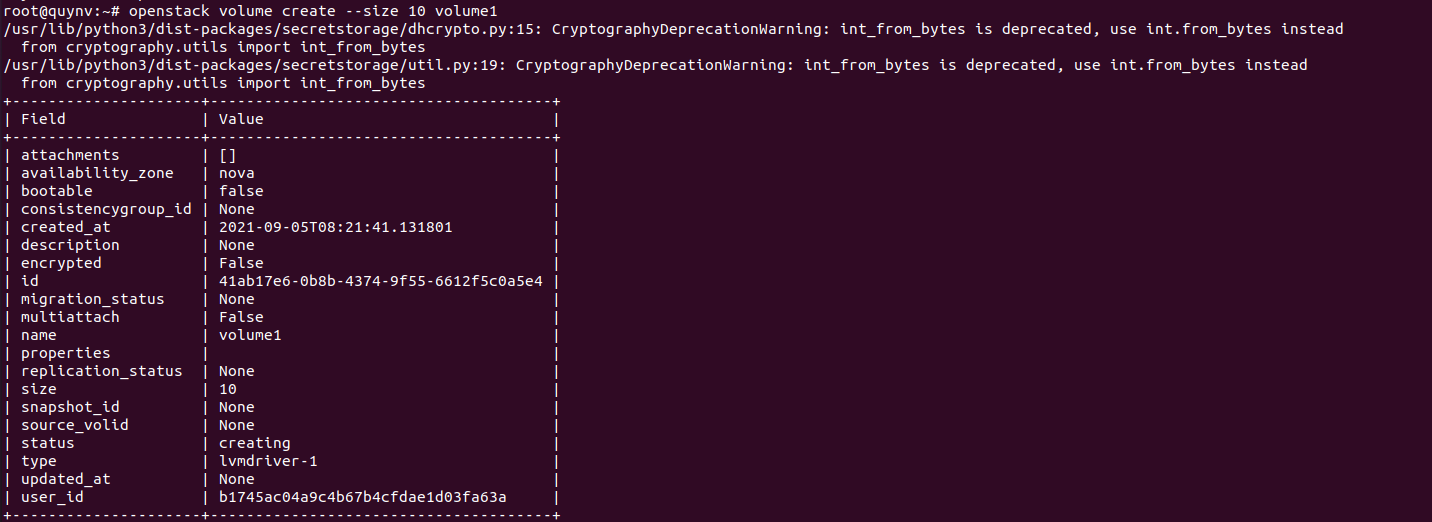 root@quynv:~# openstack volume create --size 10 volume1
/usr/lib/python3/dist-packages/secretstorage/dhcrypto.py:15: CryptographyDeprecationWarning: int_from_bytes is deprecated, use int.from_bytes instead
  from cryptography.utils import int_from_bytes
/usr/lib/python3/dist-packages/secretstorage/util.py:19: CryptographyDeprecationWarning: int_from_bytes is deprecated, use int.from_bytes instead
  from cryptography.utils import int_from_bytes
+---------------------+--------------------------------------+
| Field               | Value                                |
+---------------------+--------------------------------------+
| attachments         | []                                   |
| availability_zone   | nova                                 |
| bootable            | false                                |
| consistencygroup_id | None                                 |
| created_at          | 2021-09-05T08:21:41.131801           |
| description         | None                                 |
| encrypted           | False                                |
| id                  | 41ab17e6-0b8b-4374-9f55-6612f5c0a5e4 |
| migration_status    | None                                 |
| multiattach         | False                                |
| name                | volume1                              |
| properties          |                                      |
| replication_status  | None                                 |
| size                | 10                                   |
| snapshot_id         | None                                 |
| source_volid        | None                                 |
| status              | creating                             |
| type                | lvmdriver-1                          |
| updated_at          | None                                 |
| user_id             | b1745ac04a9c4b67b4cfdae1d03fa63a     |
+---------------------+--------------------------------------+